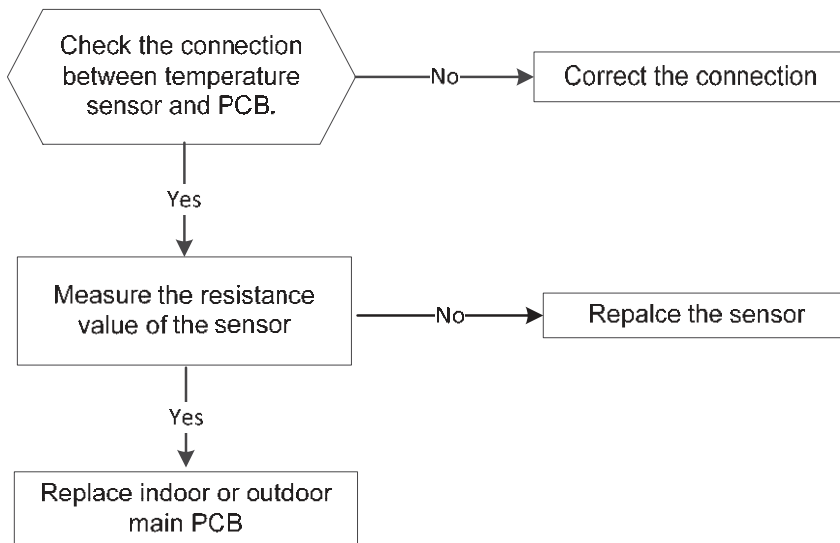 Check the connection
between temperature
sensor and PCB.
No
Correct the connection
Yes
Measure the resistance
value of the sensor
No
Repalce the sensor
Yes
Replace indoor or outdoor
main PCB